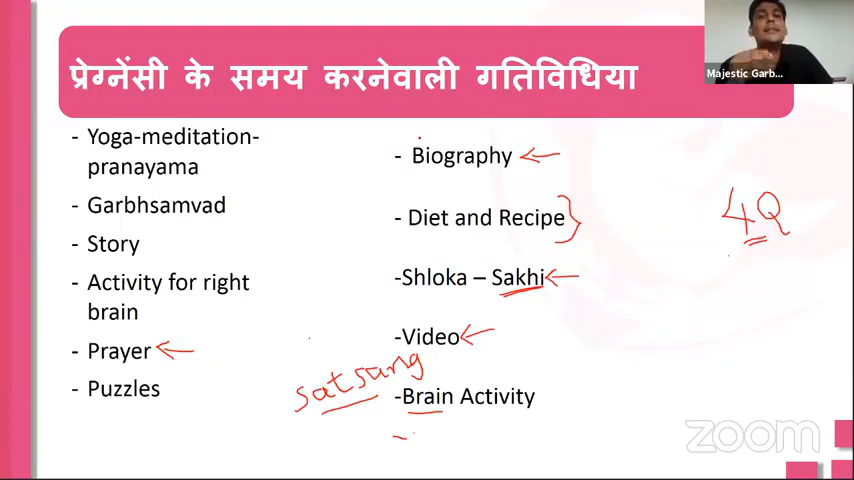 प्रेग्नेंसी के समय करनेवाली गतिविधिया
Majestic Garb...
- Yoga-meditation-
pranayama
- Garbhsamvad
- Story
- Activity for right
brain
- Prayer
- Puzzles
- Biography
- Diet and Recipe
-Shloka – Sakhi
-Video
satsang
-Brain Activity
4Q
zoom